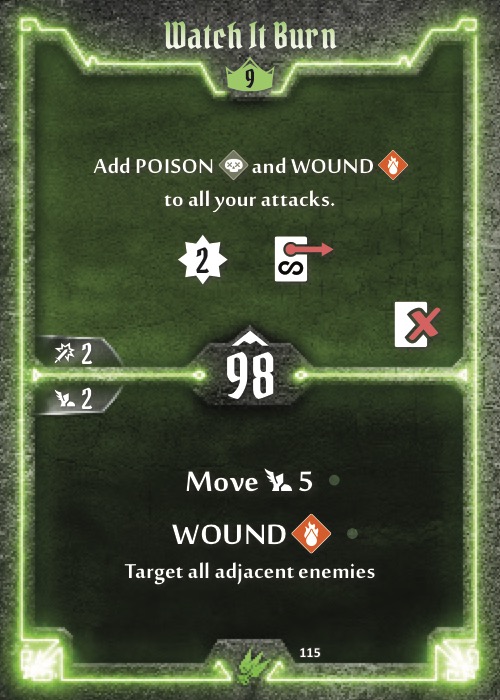 Watch It Burn
9
Add POISON and WOUND
to all your attacks.
2
2
98
2
Move 5
WOUND
Target all adjacent enemies
115